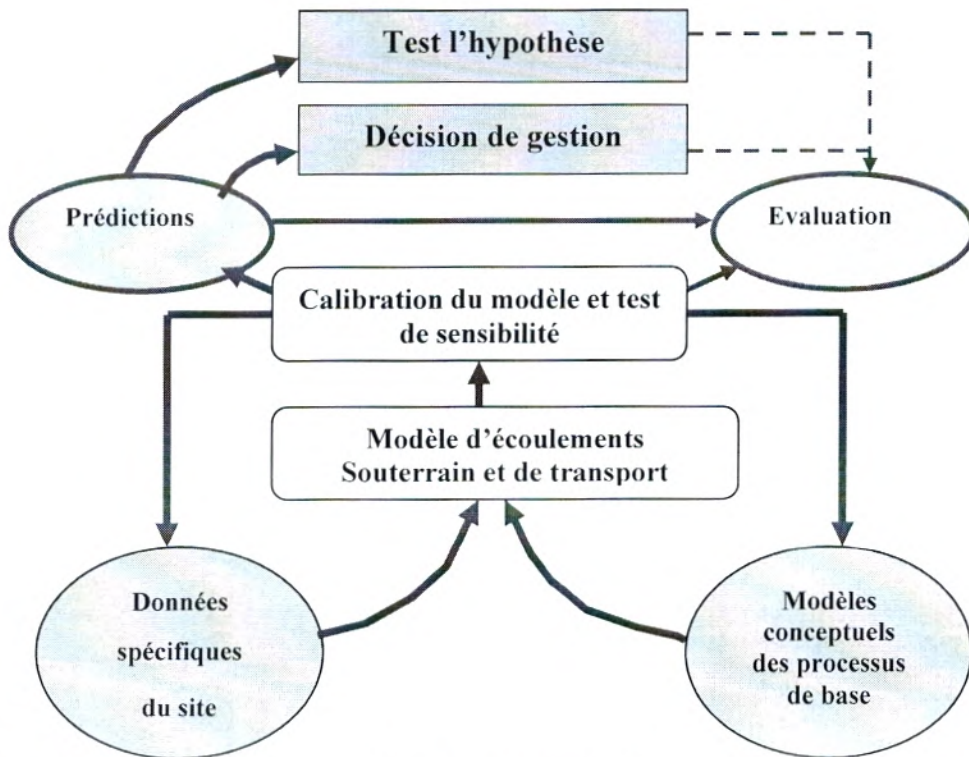 Test l'hypothèse
Décision de gestion
Prédictions
Evaluation
Calibration du modèle et test
de sensibilité
Modèle d'écoulements
Souterrain et de transport
Données
spécifiques
du site
Modèles
conceptuels
des processus
de base